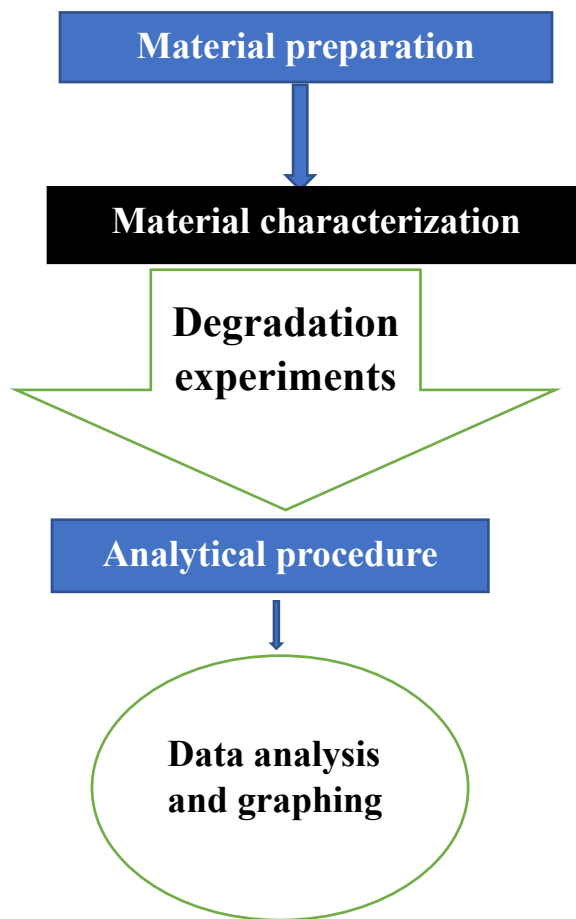 Material preparation
Material characterization
Degradation
experiments
Analytical procedure
Data analysis
and graphing